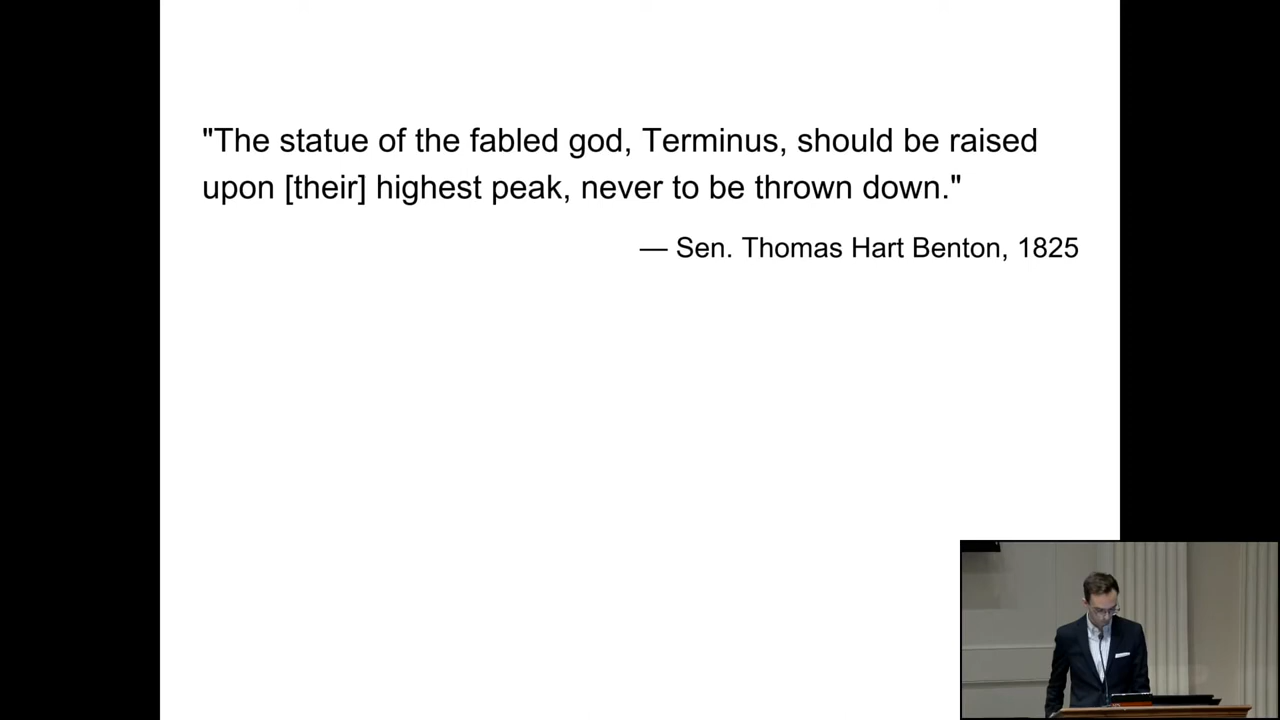 "The statue of the fabled god, Terminus, should be raised
upon [their] highest peak, never to be thrown down."
— Sen. Thomas Hart Benton, 1825